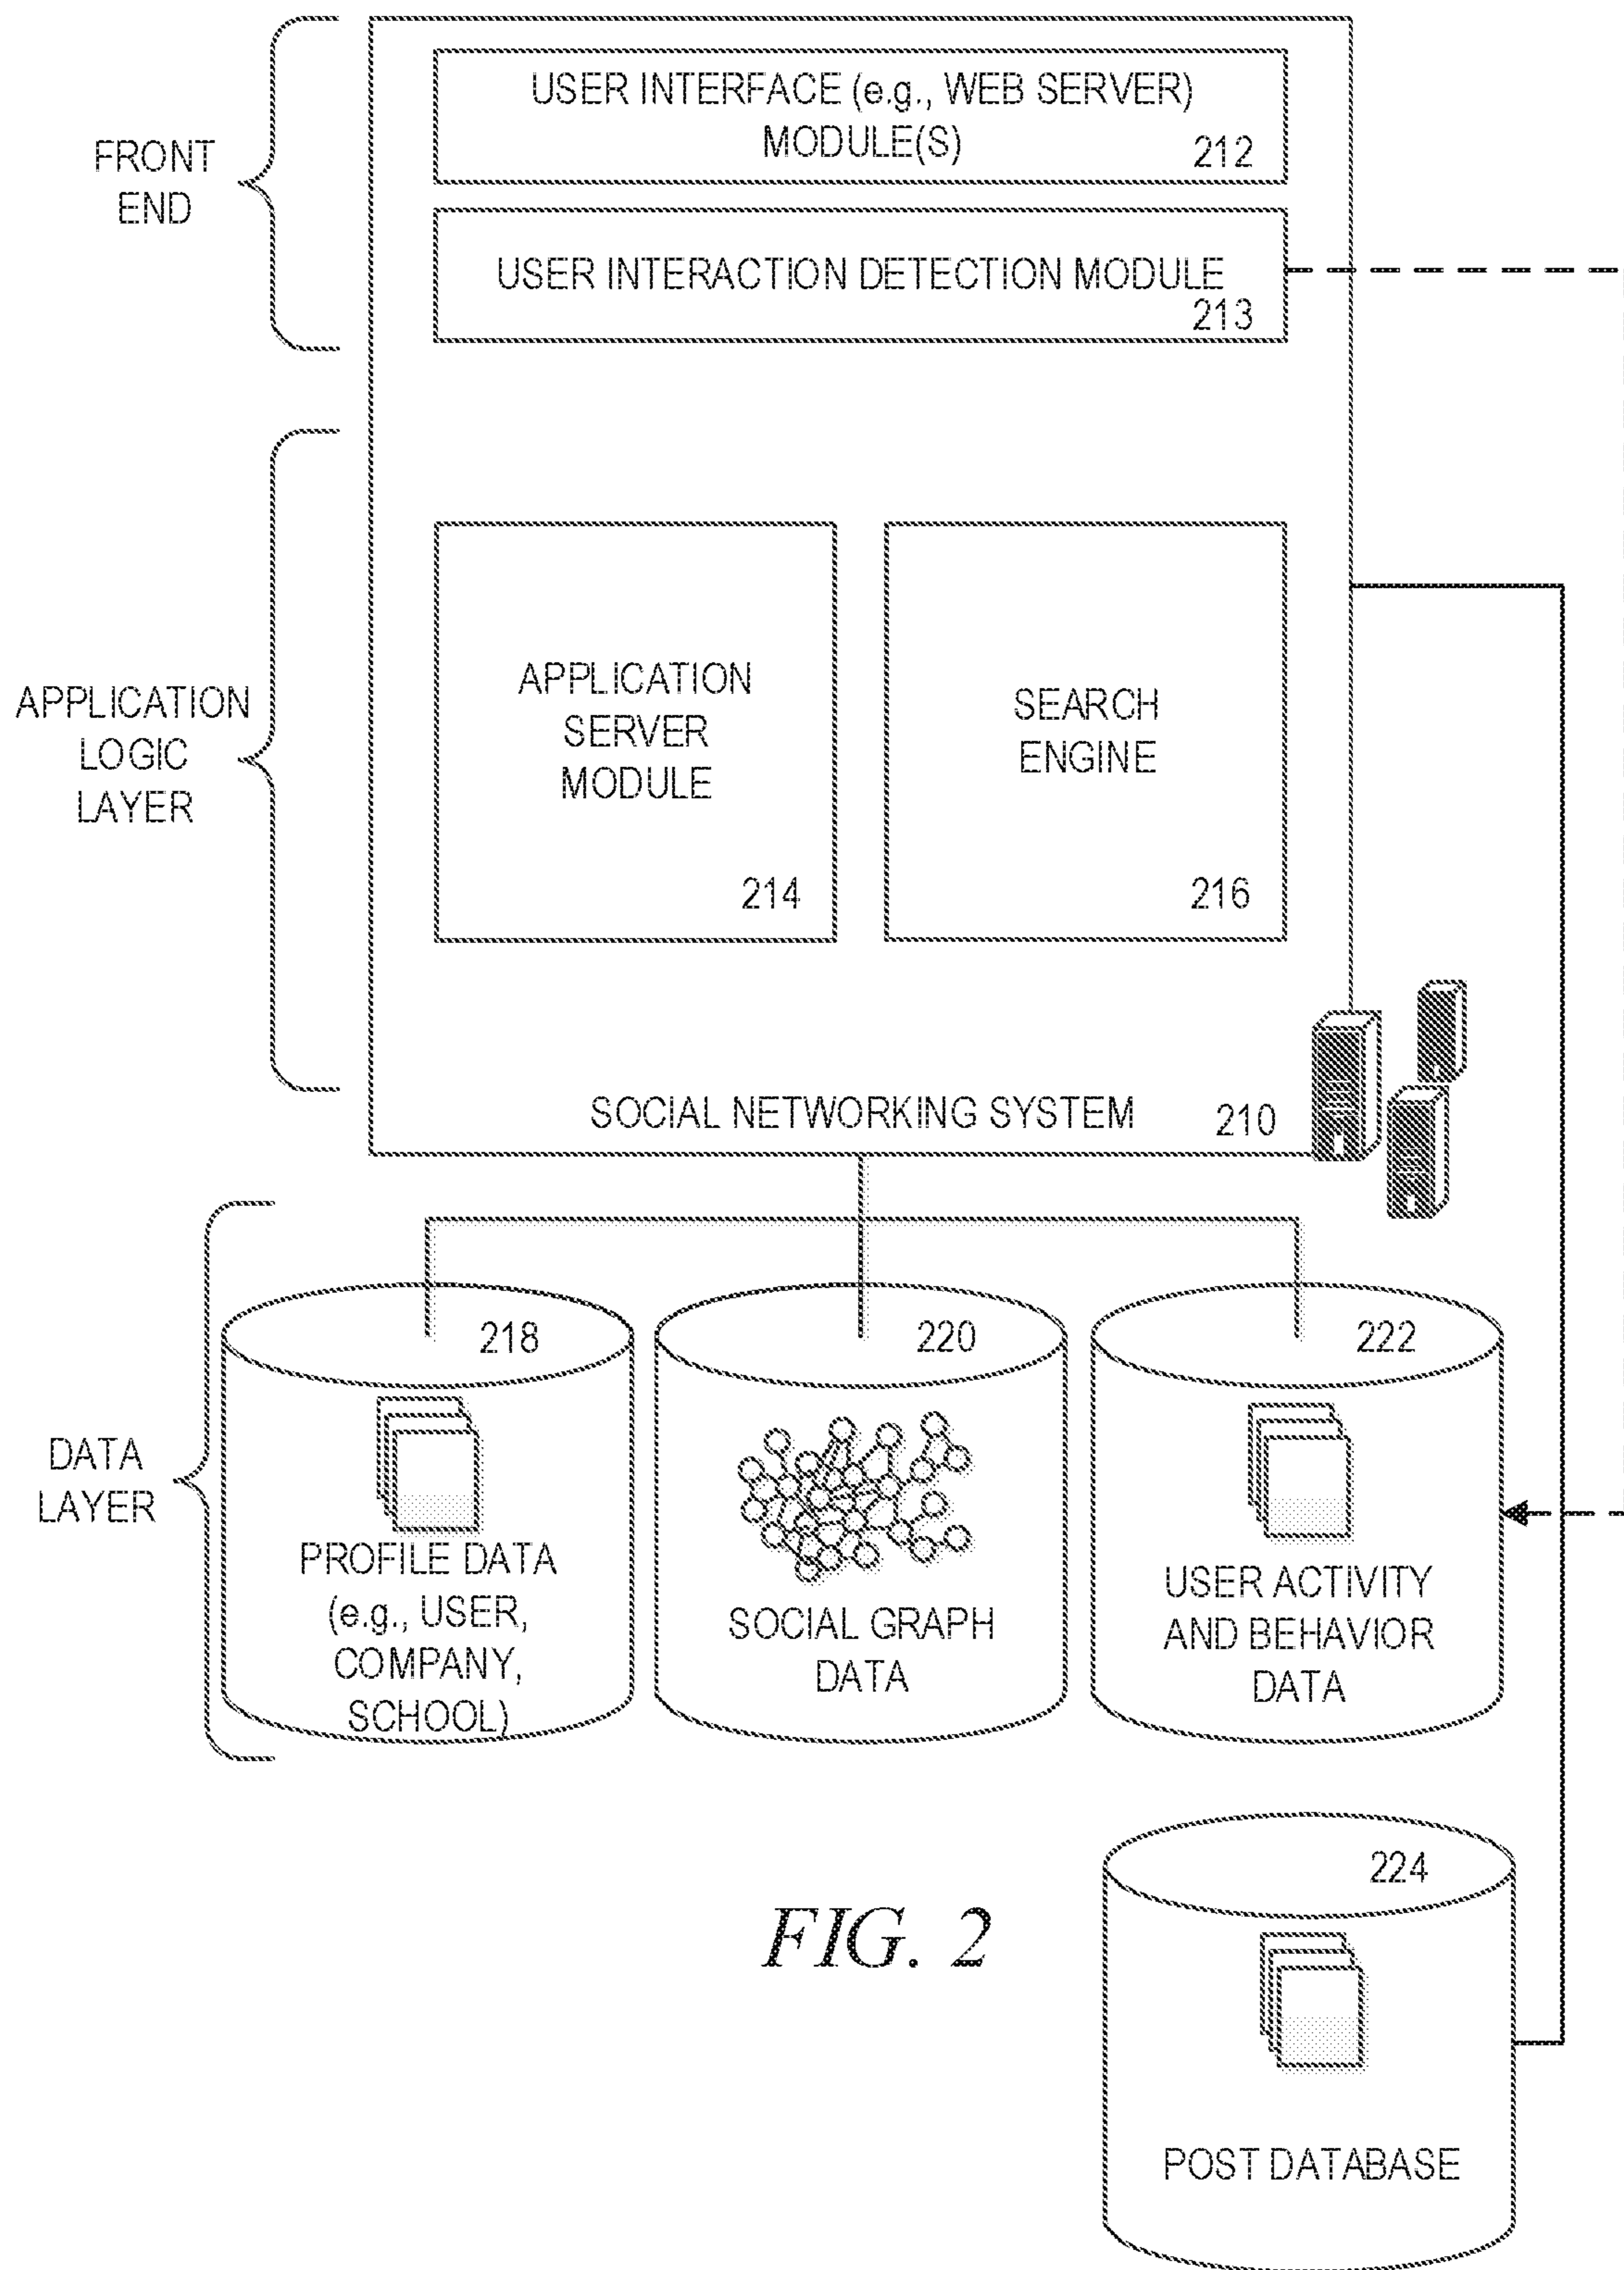 FRONT
END
USER INTERFACE (e.g., WEB SERVER)
MODULE(S)
212
USER INTERACTION DETECTION MODULE
213
APPLICATION
LOGIC
LAYER
APPLICATION
SERVER
MODULE
214
SEARCH
ENGINE
216
SOCIAL NETWORKING SYSTEM
210
DATA
LAYER
218
PROFILE DATA
(e.g., USER,
COMPANY,
SCHOOL)
220
SOCIAL GRAPH
DATA
222
USER ACTIVITY
AND BEHAVIOR
DATA
224
POST DATABASE
FIG. 2